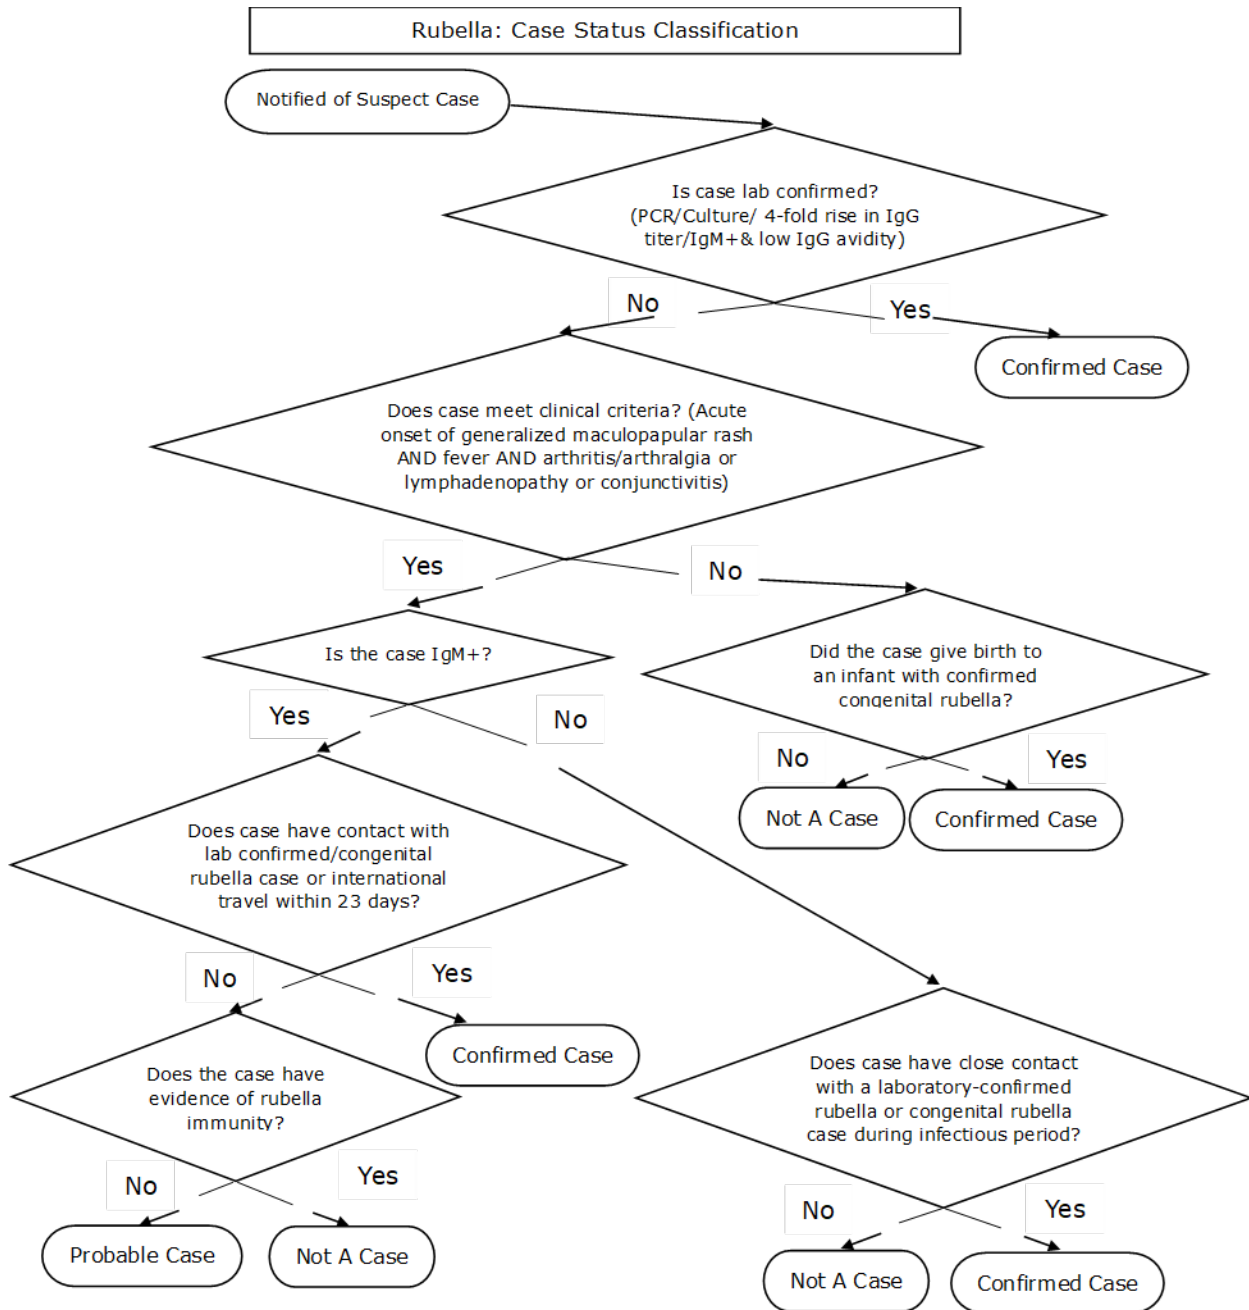 Rubella: Case Status Classification
Notified of Suspect Case
Is case lab confirmed?
(PCR/Culture/ 4-fold rise in IgG
titer/IgM+& low IgG avidity)
No
Yes
Confirmed Case
Does case meet clinical criteria? (Acute
onset of generalized maculopapular rash
AND fever AND arthritis/arthralgia or
lymphadenopathy or conjunctivitis)
Yes
No
Is the case IgM+?
Did the case give birth to
an infant with confirmed
congenital rubella?
Yes
No
No
Yes
Not A Case
Confirmed Case
Does case have contact with
lab confirmed/congenital
rubella case or international
travel within 23 days?
No
Yes
Confirmed Case
Does the case have
evidence of rubella
immunity?
Does case have close contact
with a laboratory-confirmed
rubella or congenital rubella
case during infectious period?
No
Yes
No
Yes
Probable Case
Not A Case
Not A Case
Confirmed Case